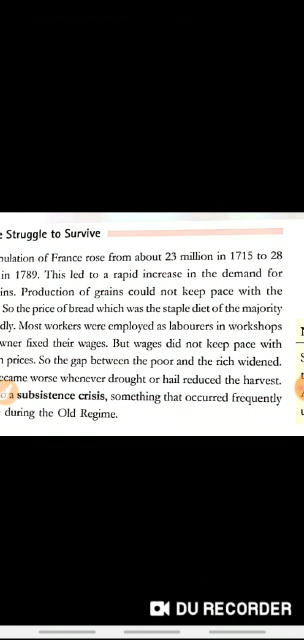 e Struggle to Survive
pulation of France rose from about 23 million in 1715 to 28
in 1789. This led to a rapid increase in the demand for
ins. Production of grains could not keep pace with the
So the price of bread which was the staple diet of the majority
dly. Most workers were employed as labourers in workshops
wner fixed their wages. But wages did not keep pace with
n prices. So the gap between the poor and the rich widened.
ecame worse whenever drought or hail reduced the harvest.
o a subsistence crisis, something that occurred frequently
during the Old Regime.
DU RECORDER